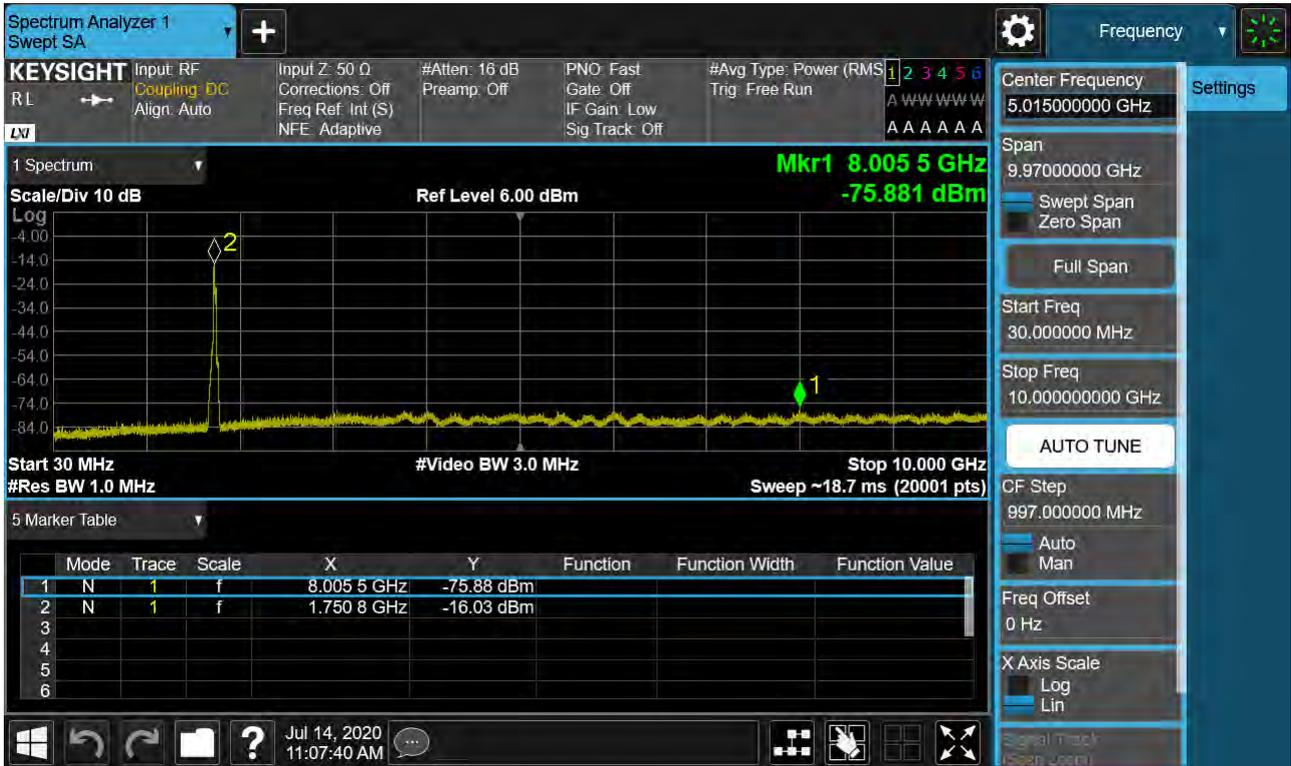 Spectrum Analyzer 1
Swept SA
+
Frequency
KEYSIGHT
RL
LXI
Input: RF
Coupling: DC
Align: Auto
Input Z: 50 Ω
Corrections: Off
Freq Ref: Int (S)
NFE: Adaptive
#Atten: 16 dB
Preamp: Off
PNO: Fast
Gate: Off
IF Gain: Low
Sig Track: Off
#Avg Type: Power (RMS
Trig: Free Run
1 2 3 4 5 6
A W W W W W
A A A A A A
1 Spectrum
Mkr1 8.005 5 GHz
-75.881 dBm
Scale/Div 10 dB
Ref Level 6.00 dBm
Log
-4.00
-14.0
-24.0
-34.0
-44.0
-54.0
-64.0
-74.0
-84.0
2
1
Start 30 MHz
#Video BW 3.0 MHz
Stop 10.000 GHz
#Res BW 1.0 MHz
Sweep ~18.7 ms (20001 pts)
5 Marker Table
Mode Trace Scale X Y Function Function Width Function Value
1 N 1 f 8.005 5 GHz -75.88 dBm
2 N 1 f 1.750 8 GHz -16.03 dBm
3
4
5
6
?
Jul 14, 2020
11:07:40 AM
Center Frequency
5.015000000 GHz
Settings
Span
9.97000000 GHz
Swept Span
Zero Span
Full Span
Start Freq
30.000000 MHz
Stop Freq
10.000000000 GHz
AUTO TUNE
CF Step
997.000000 MHz
Auto
Man
Freq Offset
0 Hz
X Axis Scale
Log
Lin
Signal Track